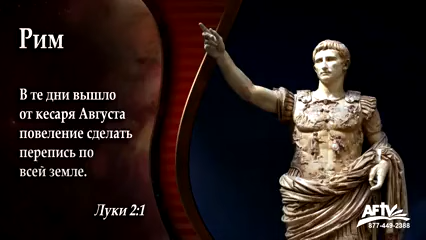 Рим
В те дни вышло
от кесаря Августа
повеление сделать
перепись по
всей земле.
Луки 2:1
AFTV
877-449-2388